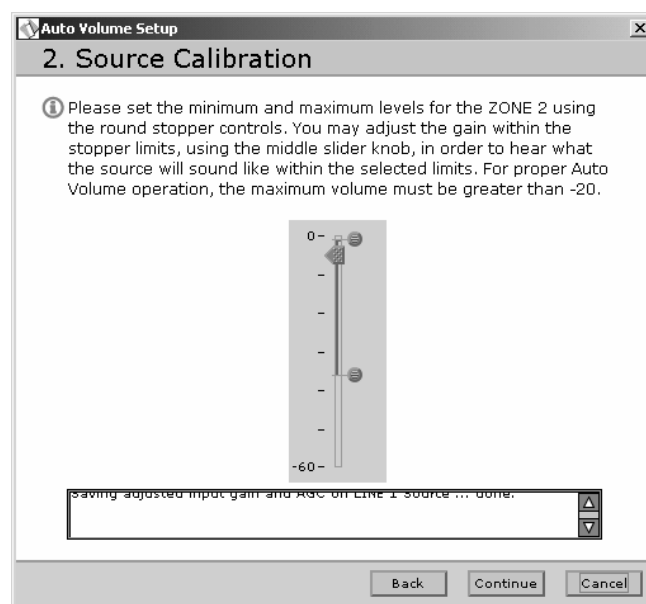 Auto Volume Setup
2. Source Calibration
Please set the minimum and maximum levels for the ZONE 2 using
the round stopper controls. You may adjust the gain within the
stopper limits, using the middle slider knob, in order to hear what
the source will sound like within the selected limits. For proper Auto
Volume operation, the maximum volume must be greater than -20.
0-
-60-
Saving adjusted input gain and AGC on LINE 1 Source ... done.
Back Continue Cancel